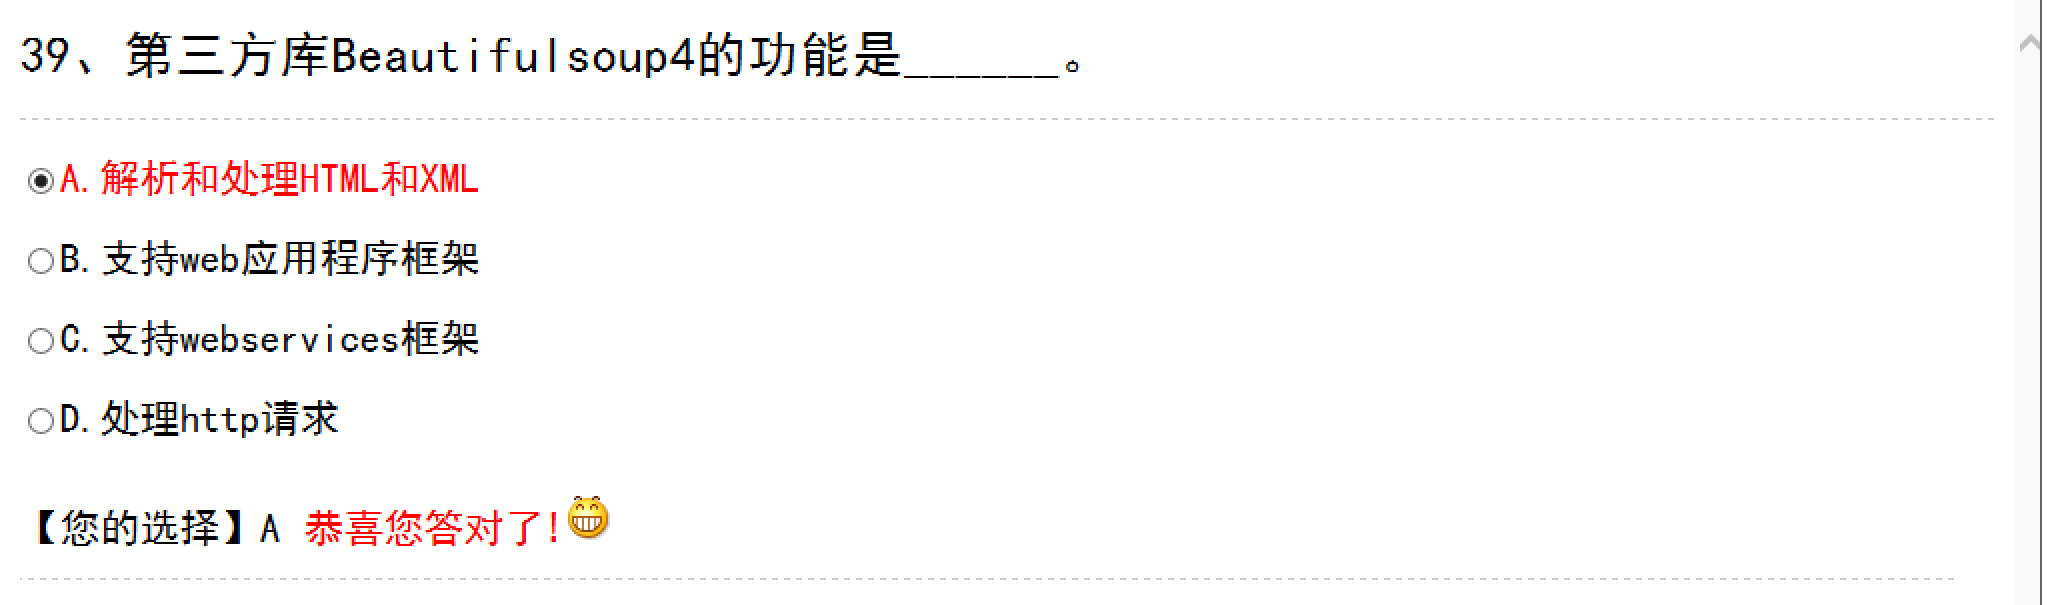 39、第三方库Beautifulsoup4的功能是______。
A. 解析和处理HTML和XML
B. 支持web应用程序框架
C. 支持webservices框架
D. 处理http请求
【您的选择】A 恭喜您答对了!